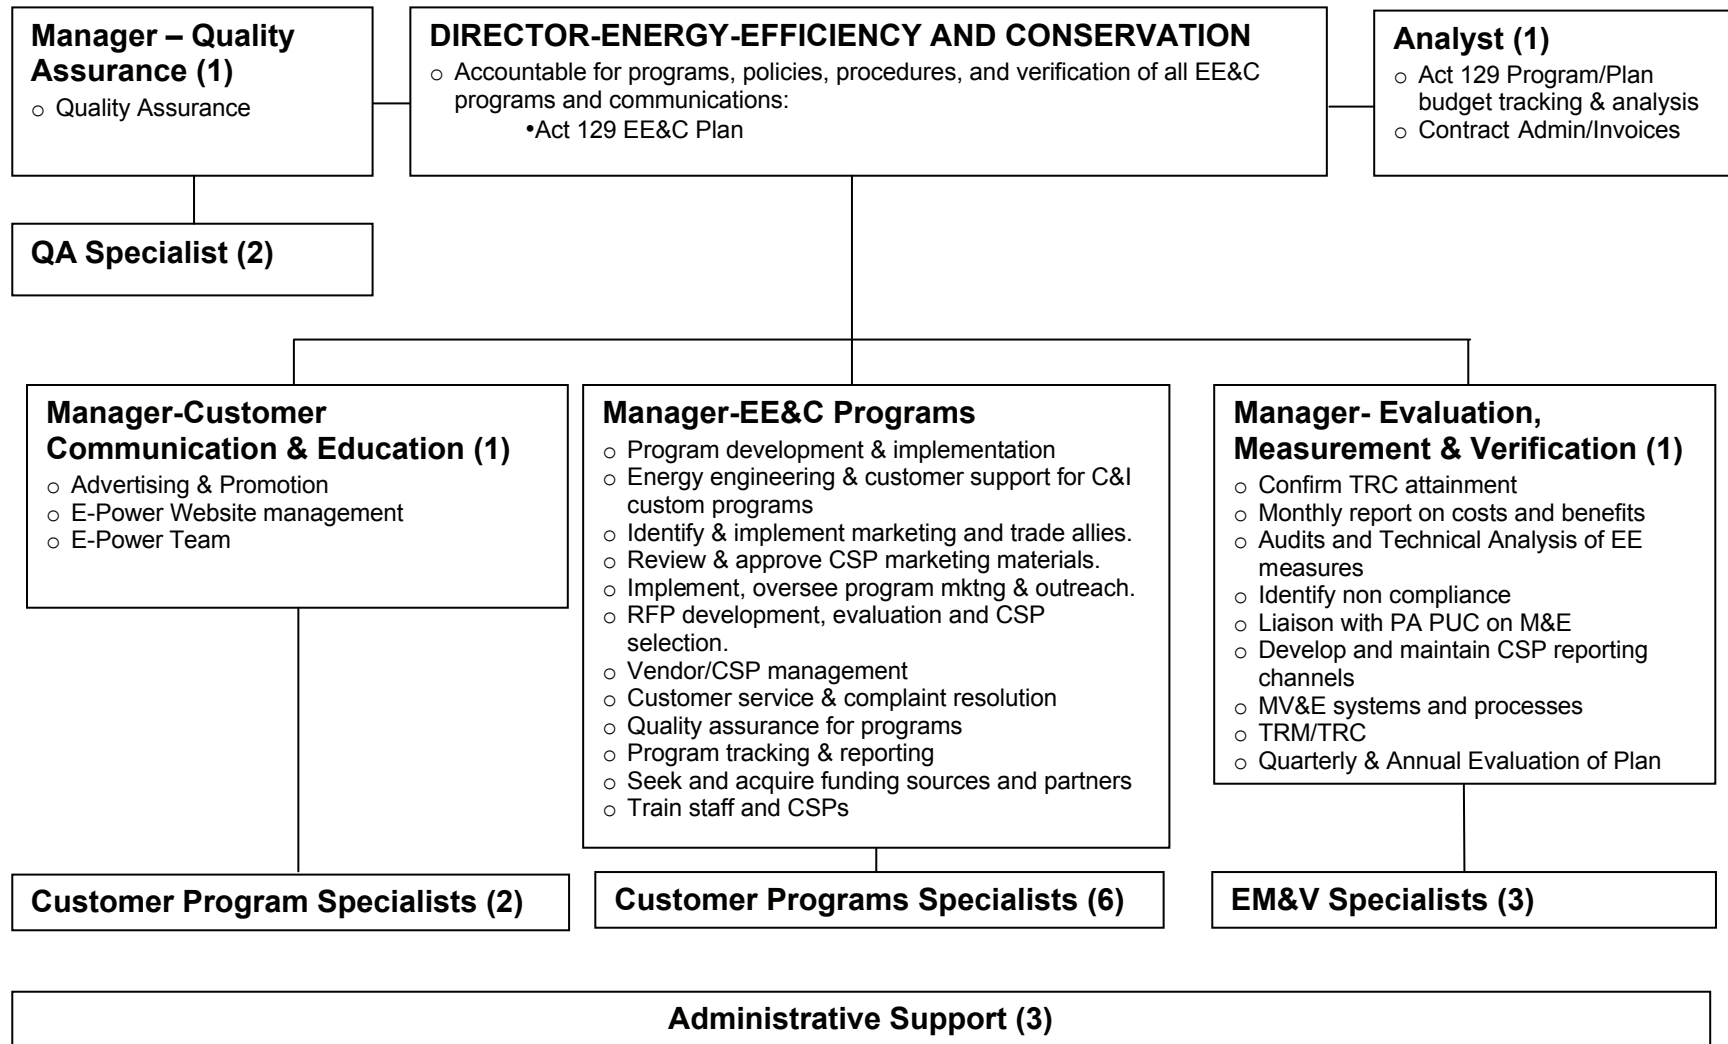 Manager – Quality
Assurance (1)
o Quality Assurance
DIRECTOR-ENERGY-EFFICIENCY AND CONSERVATION
o Accountable for programs, policies, procedures, and verification of all EE&C
programs and communications:
•Act 129 EE&C Plan
Analyst (1)
o Act 129 Program/Plan
budget tracking & analysis
o Contract Admin/Invoices
QA Specialist (2)
Manager-Customer
Communication & Education (1)
o Advertising & Promotion
o E-Power Website management
o E-Power Team
Manager-EE&C Programs
o Program development & implementation
o Energy engineering & customer support for C&I
custom programs
o Identify & implement marketing and trade allies.
o Review & approve CSP marketing materials.
o Implement, oversee program mktng & outreach.
o RFP development, evaluation and CSP
selection.
o Vendor/CSP management
o Customer service & complaint resolution
o Quality assurance for programs
o Program tracking & reporting
o Seek and acquire funding sources and partners
o Train staff and CSPs
Manager- Evaluation,
Measurement & Verification (1)
o Confirm TRC attainment
o Monthly report on costs and benefits
o Audits and Technical Analysis of EE
measures
o Identify non compliance
o Liaison with PA PUC on M&E
o Develop and maintain CSP reporting
channels
o MV&E systems and processes
o TRM/TRC
o Quarterly & Annual Evaluation of Plan
Customer Program Specialists (2)
Customer Programs Specialists (6)
EM&V Specialists (3)
Administrative Support (3)